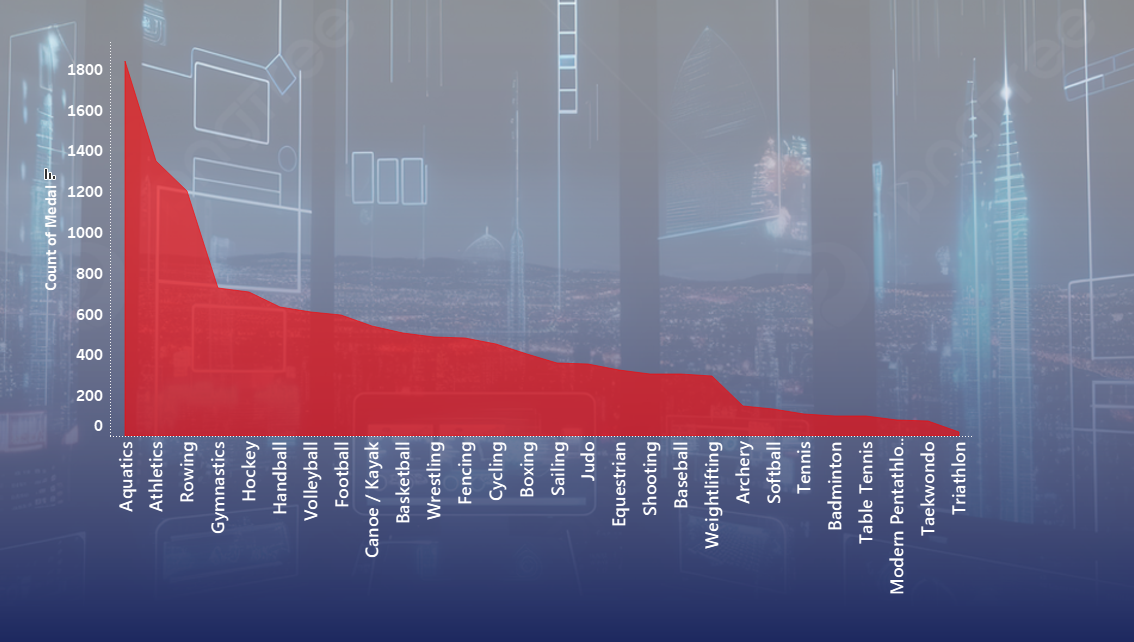 1800
1600
1400
1200
1000
800
600
400
200
0
Count of Medal
Aquatics
Athletics
Rowing
Gymnastics
Hockey
Handball
Volleyball
Football
Canoe / Kayak
Basketball
Wrestling
Fencing
Cycling
Boxing
Sailing
Judo
Equestrian
Shooting
Baseball
Weightlifting
Archery
Softball
Tennis
Badminton
Table Tennis
Modern Pentathlo..
Taekwondo
Triathlon